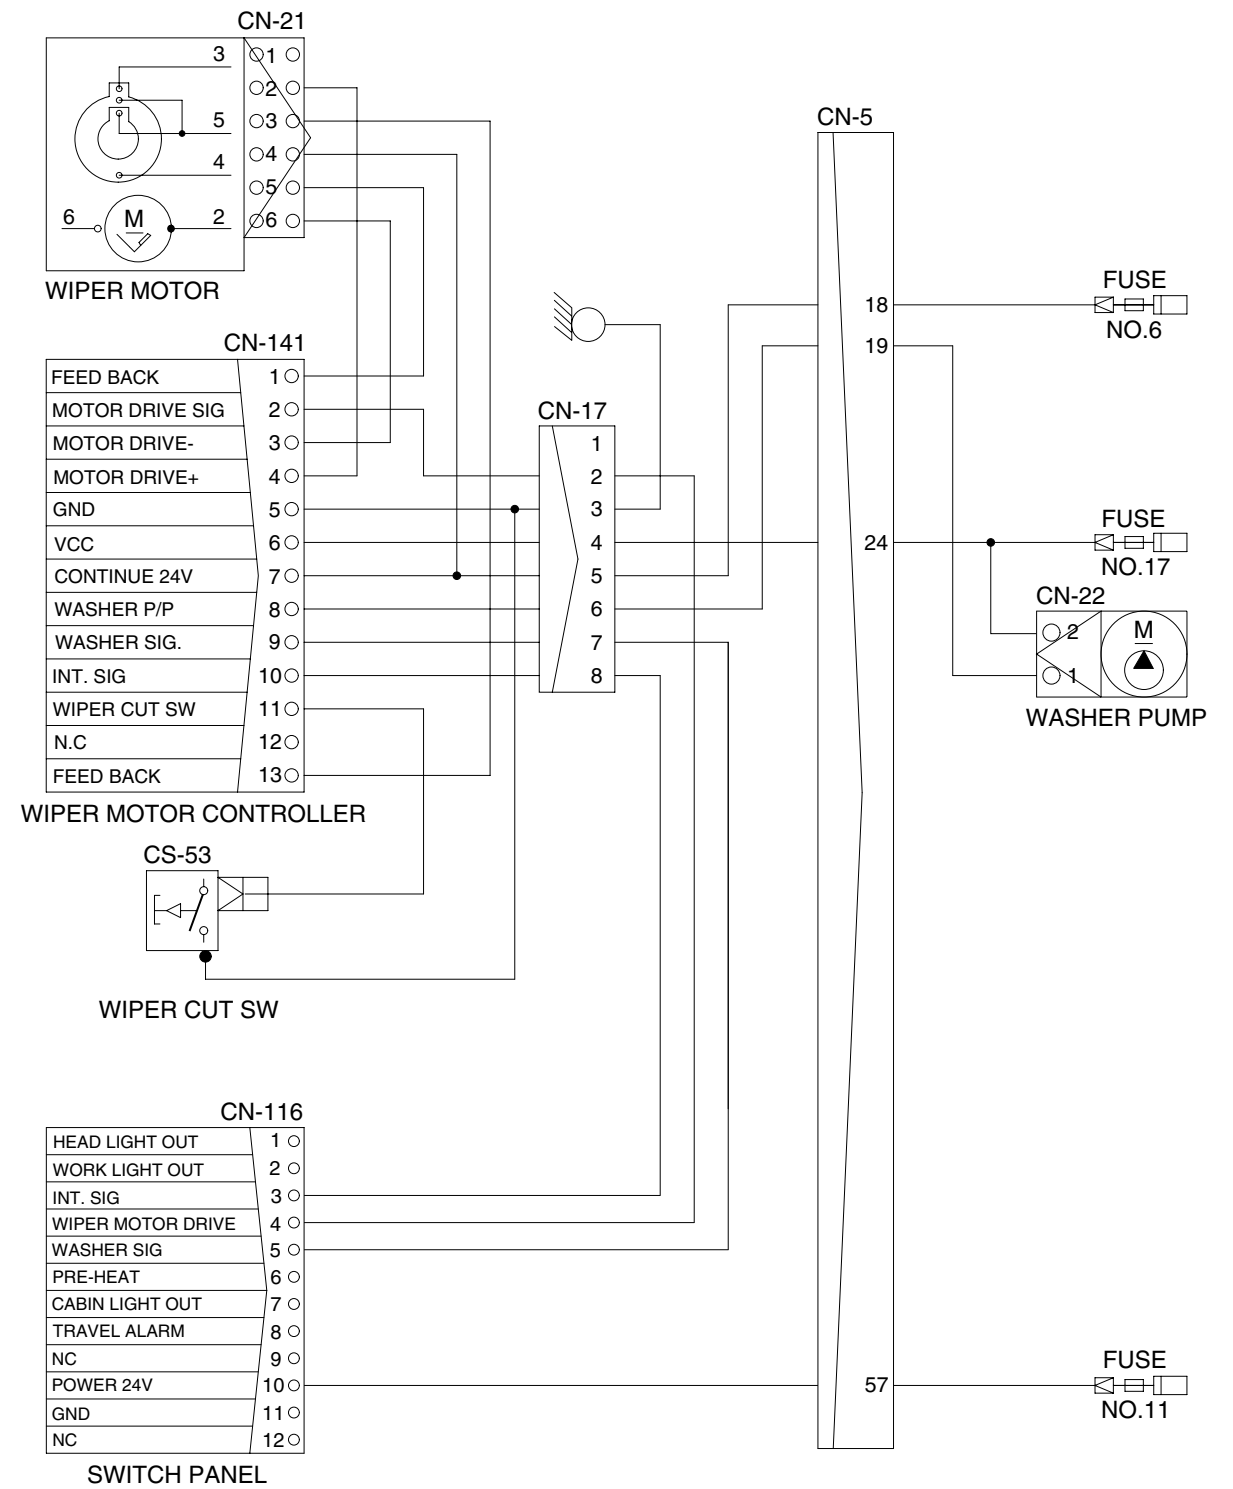 CN-21
3
5
4
6
M
2
1
2
3
4
5
6
WIPER MOTOR
CN-141
FEED BACK 1
MOTOR DRIVE SIG 2
MOTOR DRIVE- 3
MOTOR DRIVE+ 4
GND 5
VCC 6
CONTINUE 24V 7
WASHER P/P 8
WASHER SIG. 9
INT. SIG 10
WIPER CUT SW 11
N.C 12
FEED BACK 13
WIPER MOTOR CONTROLLER
CS-53
WIPER CUT SW
CN-17
1
2
3
4
5
6
7
8
CN-5
18
19
24
57
FUSE
NO.6
FUSE
NO.17
CN-22
2
1
M
WASHER PUMP
CN-116
HEAD LIGHT OUT 1
WORK LIGHT OUT 2
INT. SIG 3
WIPER MOTOR DRIVE 4
WASHER SIG 5
PRE-HEAT 6
CABIN LIGHT OUT 7
TRAVEL ALARM 8
NC 9
POWER 24V 10
GND 11
NC 12
SWITCH PANEL
FUSE
NO.11